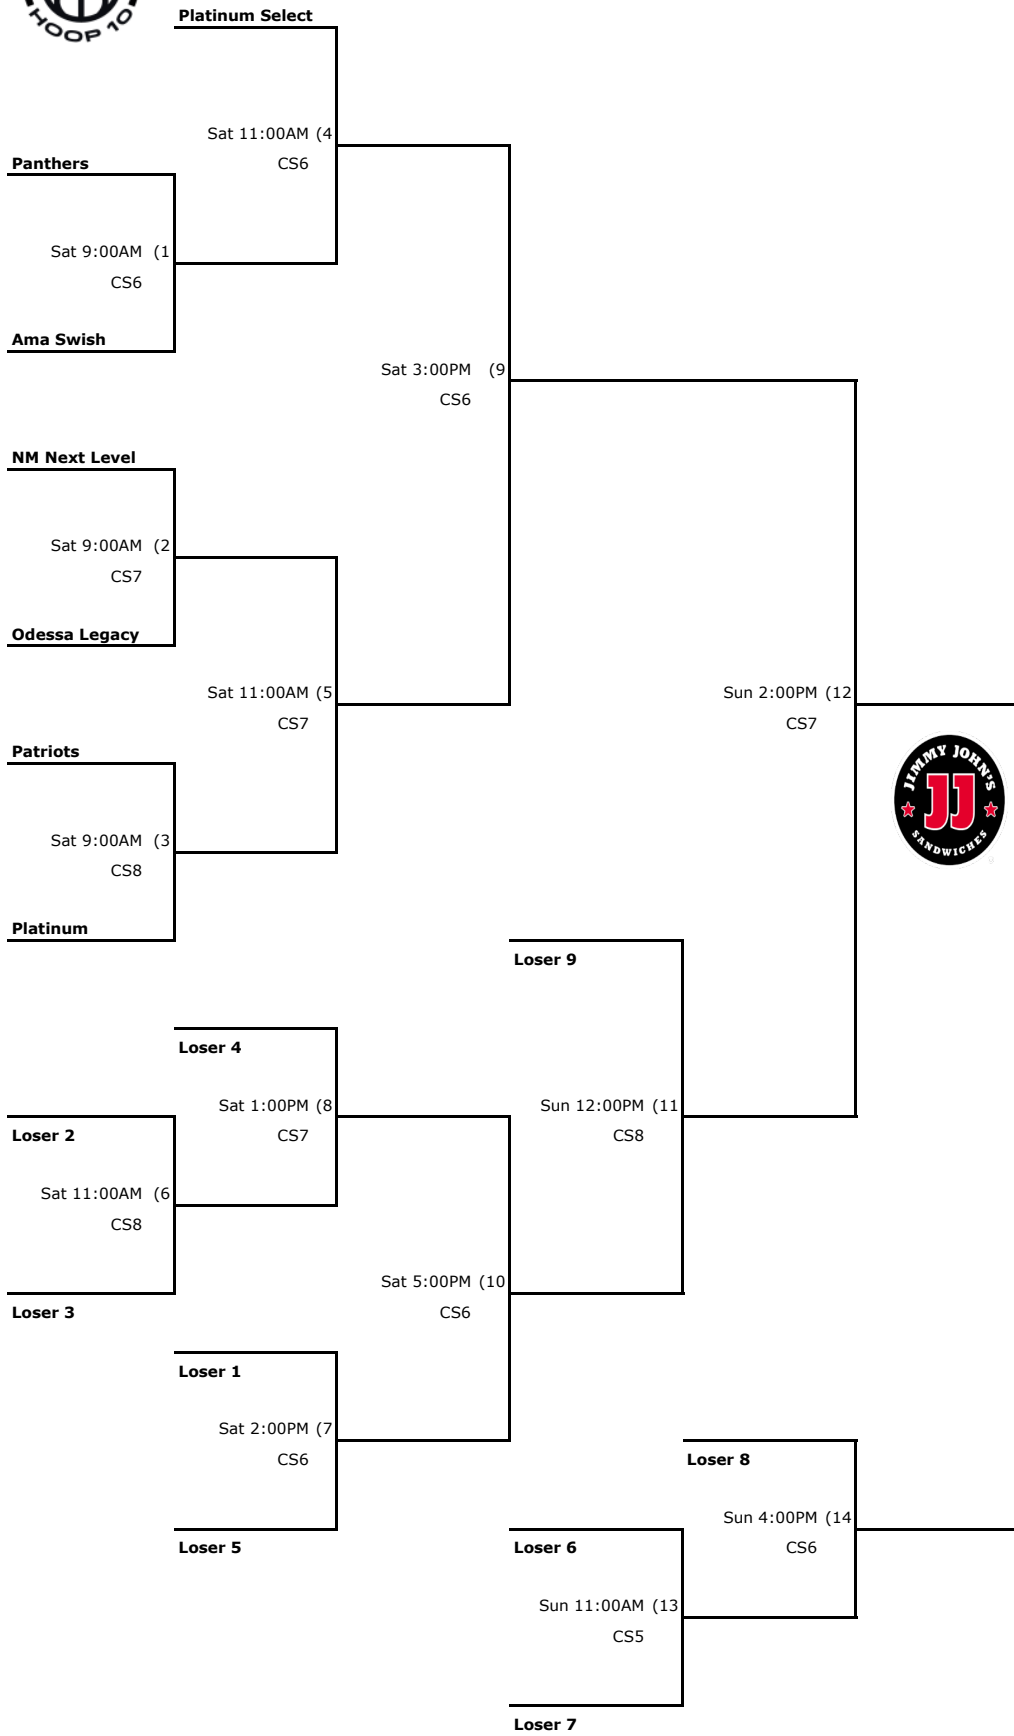 HOOP 10
Platinum Select
Sat 11:00AM (4
CS6
Panthers
Sat 9:00AM (1
CS6
Ama Swish
Sat 3:00PM (9
CS6
NM Next Level
Sat 9:00AM (2
CS7
Odessa Legacy
Sat 11:00AM (5
CS7
Sun 2:00PM (12
CS7
Patriots
JIMMY JOHN'S
JJ
SANDWICHES
Sat 9:00AM (3
CS8
Platinum
Loser 9
Loser 4
Sat 1:00PM (8
CS7
Sun 12:00PM (11
CS8
Loser 2
Sat 11:00AM (6
CS8
Loser 3
Sat 5:00PM (10
CS6
Loser 1
Sat 2:00PM (7
CS6
Loser 5
Loser 8
Sun 4:00PM (14
CS6
Loser 6
Sun 11:00AM (13
CS5
Loser 7